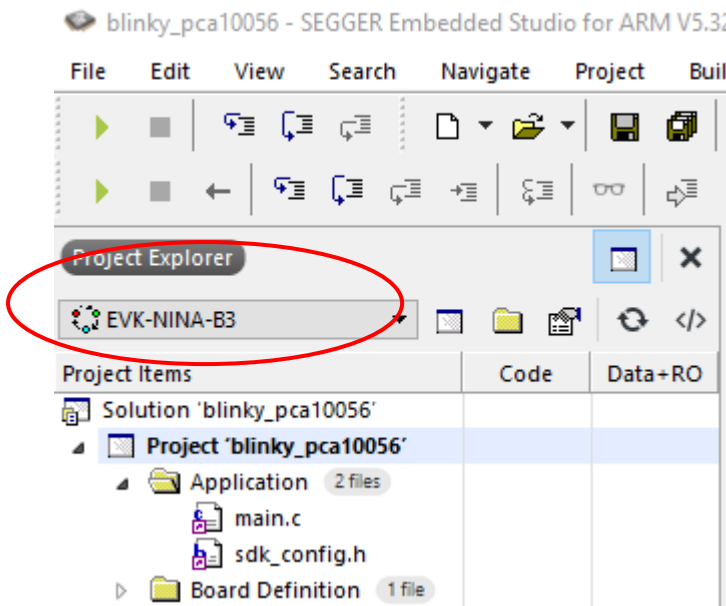 blinky_pca10056 - SEGGER Embedded Studio for ARM V5.32
File Edit View Search Navigate Project Buil
Project Explorer
EVK-NINA-B3
Project Items Code Data+RO
Solution 'blinky_pca10056'
Project 'blinky_pca10056'
Application 2 files
main.c
sdk_config.h
Board Definition 1 file